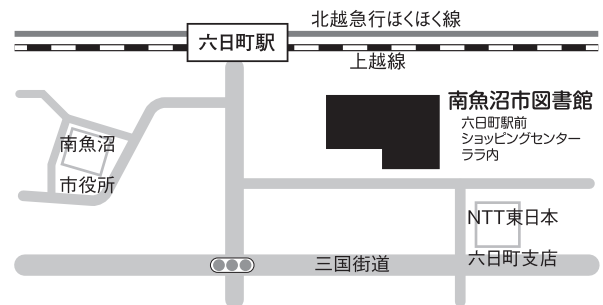 北越急行ほくほく線
六日町駅
上越線
南魚沼市図書館
六日町駅前
ショッピングセンター
ララ内
南魚沼
市役所
NTT東日本
六日町支店
三国街道